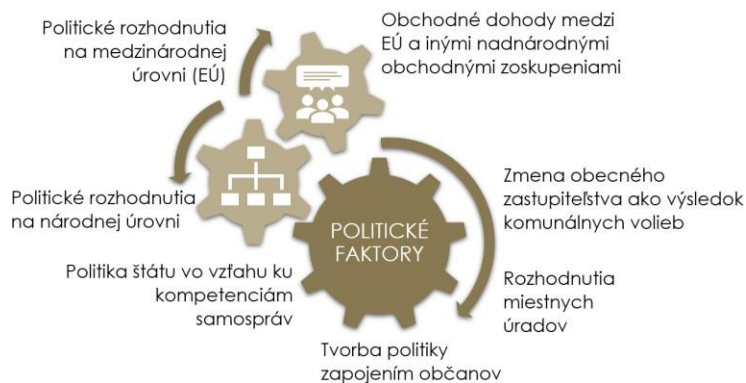 Politické rozhodnutia
na medzinárodnej
úrovni (EÚ)
Obchodné dohody medzi
EÚ a inými nadnárodnými
obchodnými zoskupeniami
Politické rozhodnutia
na národnej úrovni
Zmena obecného
zastupiteľstva ako výsledok
komunálnych volieb
POLITICKÉ
FAKTORY
Politika štátu vo vzťahu ku
kompetenciám
samospráv
Rozhodnutia
miestnych
úradov
Tvorba politiky
zapojením občanov